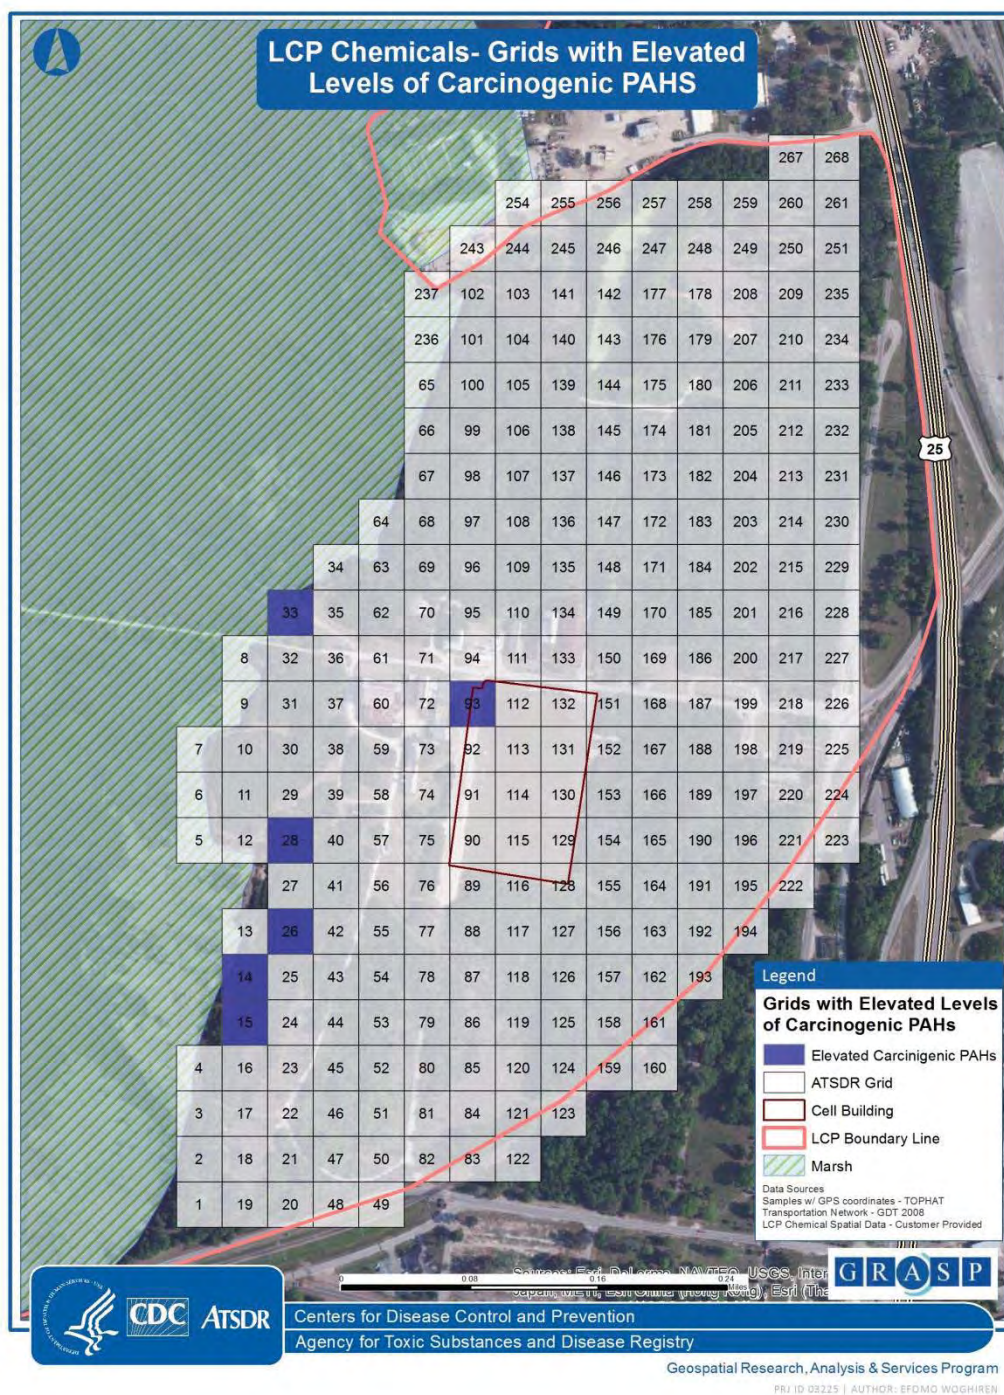 LCP Chemicals- Grids with Elevated
Levels of Carcinogenic PAHS
267 268
254 255 256 257 258 259 260 261
243 244 245 246 247 248 249 250 251
237 102 103 141 142 177 178 208 209 235
236 101 104 140 143 176 179 207 210 234
65 100 105 139 144 175 180 206 211 233
66 99 106 138 145 174 181 205 212 232
25
67 98 107 137 146 173 182 204 213 231
64 68 97 108 136 147 172 183 203 214 230
34 63 69 96 109 135 148 171 184 202 215 229
33 35 62 70 95 110 134 149 170 185 201 216 228
8 32 36 61 71 94 111 133 150 169 186 200 217 227
9 31 37 60 72 93 112 132 151 168 187 199 218 226
7 10 30 38 59 73 92 113 131 152 167 188 198 219 225
6 11 29 39 58 74 91 114 130 153 166 189 197 220 224
5 12 28 40 57 75 90 115 129 154 165 190 196 221 223
27 41 56 76 89 116 128 155 164 191 195 222
13 26 42 55 77 88 117 127 156 163 192 194
14 25 43 54 78 87 118 126 157 162 193
15 24 44 53 79 86 119 125 158 161
4 16 23 45 52 80 85 120 124 159 160
3 17 22 46 51 81 84 121 123
2 18 21 47 50 82 83 122
1 19 20 48 49
Legend
Grids with Elevated Levels
of Carcinogenic PAHs
Elevated Carcinigenic PAHs
ATSDR Grid
Cell Building
LCP Boundary Line
Marsh
Data Sources
Samples w/ GPS coordinates - TOPHAT
Transportation Network - GDT 2008
LCP Chemical Spatial Data - Customer Provided
0 0.08 0.16 0.24
Miles
Sources: Esri, DeLorme, NAVTEQ, USGS, Inter
Japan, METI, Esri China (Hong Kong), Esri (Tha
GRASP
CDC ATSDR
Centers for Disease Control and Prevention
Agency for Toxic Substances and Disease Registry
Geospatial Research, Analysis & Services Program
PRJ ID 03225 | AUTHOR: EFOMO WOGHIREN